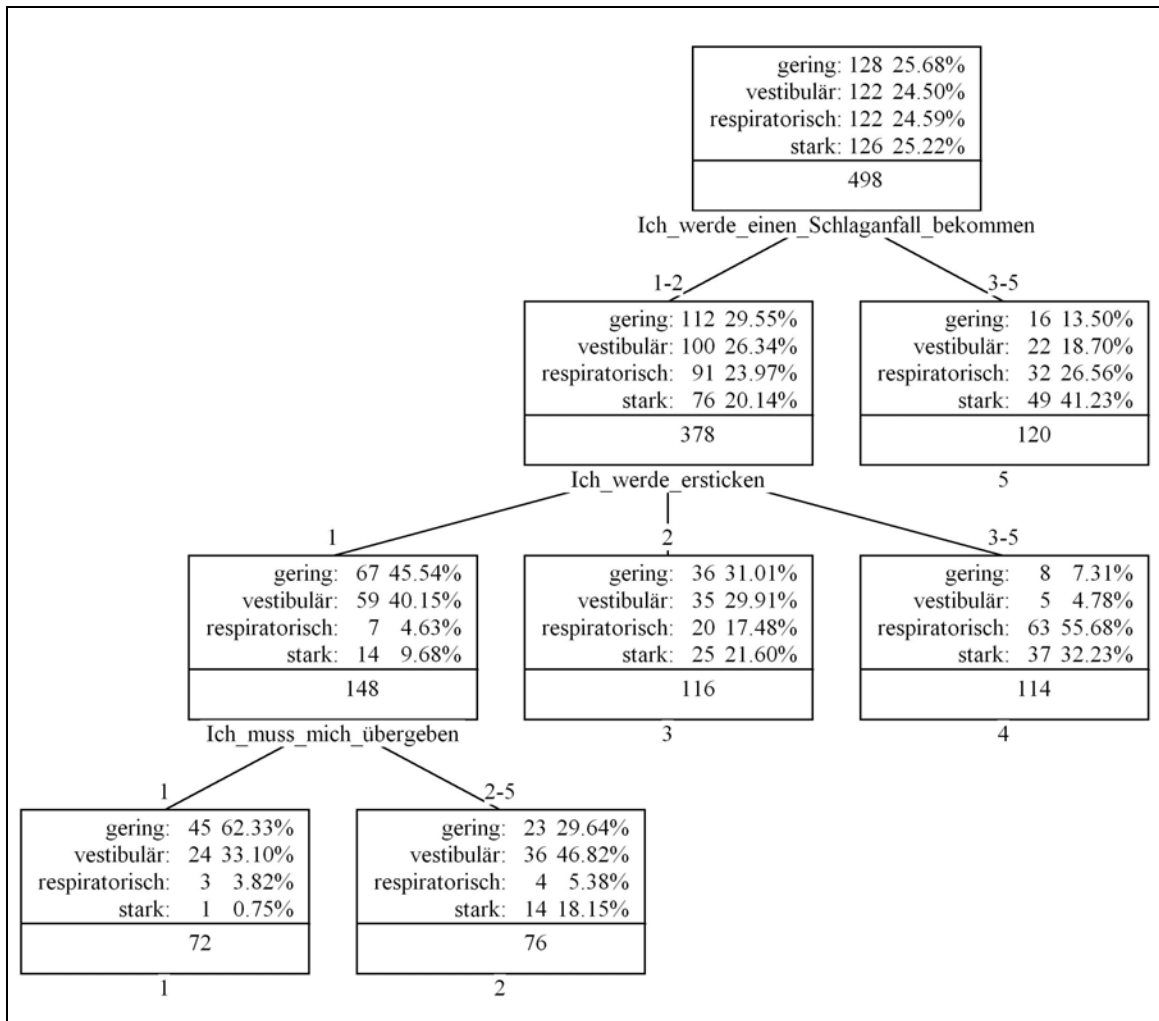 gering: 128 25.68%
vestibulär: 122 24.50%
respiratorisch: 122 24.59%
stark: 126 25.22%
498
Ich_werde_einen_Schlaganfall_bekommen
1-2
gering: 112 29.55%
vestibulär: 100 26.34%
respiratorisch: 91 23.97%
stark: 76 20.14%
378
3-5
gering: 16 13.50%
vestibulär: 22 18.70%
respiratorisch: 32 26.56%
stark: 49 41.23%
120
5
Ich_werde_ersticken
1
gering: 67 45.54%
vestibulär: 59 40.15%
respiratorisch: 7 4.63%
stark: 14 9.68%
148
2
gering: 36 31.01%
vestibulär: 35 29.91%
respiratorisch: 20 17.48%
stark: 25 21.60%
116
3
3-5
gering: 8 7.31%
vestibulär: 5 4.78%
respiratorisch: 63 55.68%
stark: 37 32.23%
114
4
Ich_muss_mich_übergeben
1
gering: 45 62.33%
vestibulär: 24 33.10%
respiratorisch: 3 3.82%
stark: 1 0.75%
72
1
2-5
gering: 23 29.64%
vestibulär: 36 46.82%
respiratorisch: 4 5.38%
stark: 14 18.15%
76
2